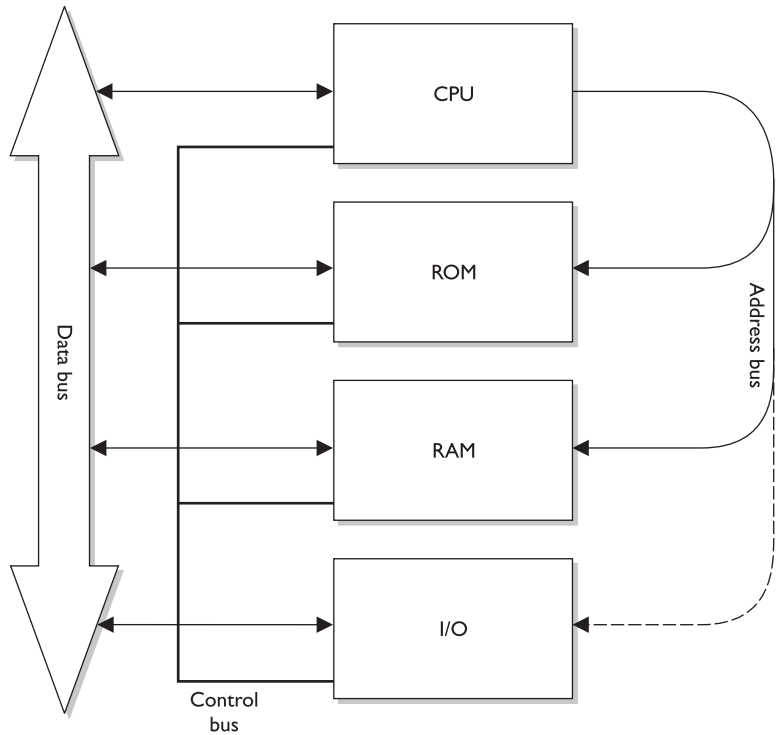 CPU
ROM
Address bus
Data bus
RAM
I/O
Control
bus